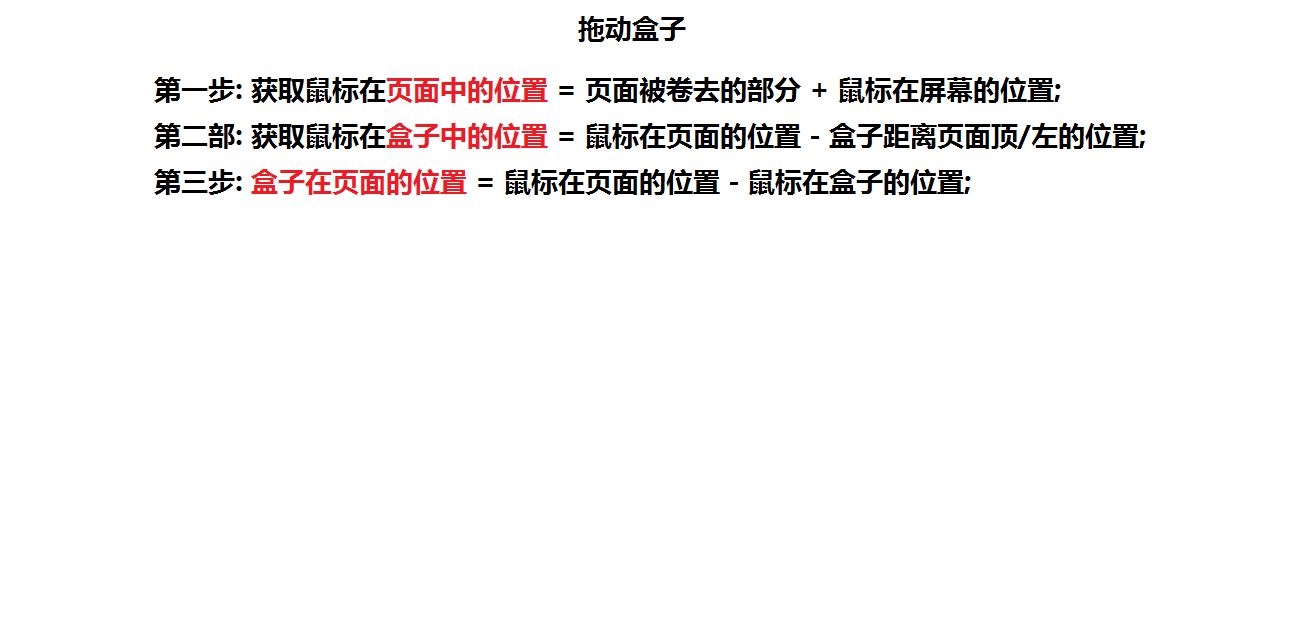 拖动盒子
第一步: 获取鼠标在页面中的位置 = 页面被卷去的部分 + 鼠标在屏幕的位置;
第二部: 获取鼠标在盒子中的位置 = 鼠标在页面的位置 - 盒子距离页面顶/左的位置;
第三步: 盒子在页面的位置 = 鼠标在页面的位置 - 鼠标在盒子的位置;